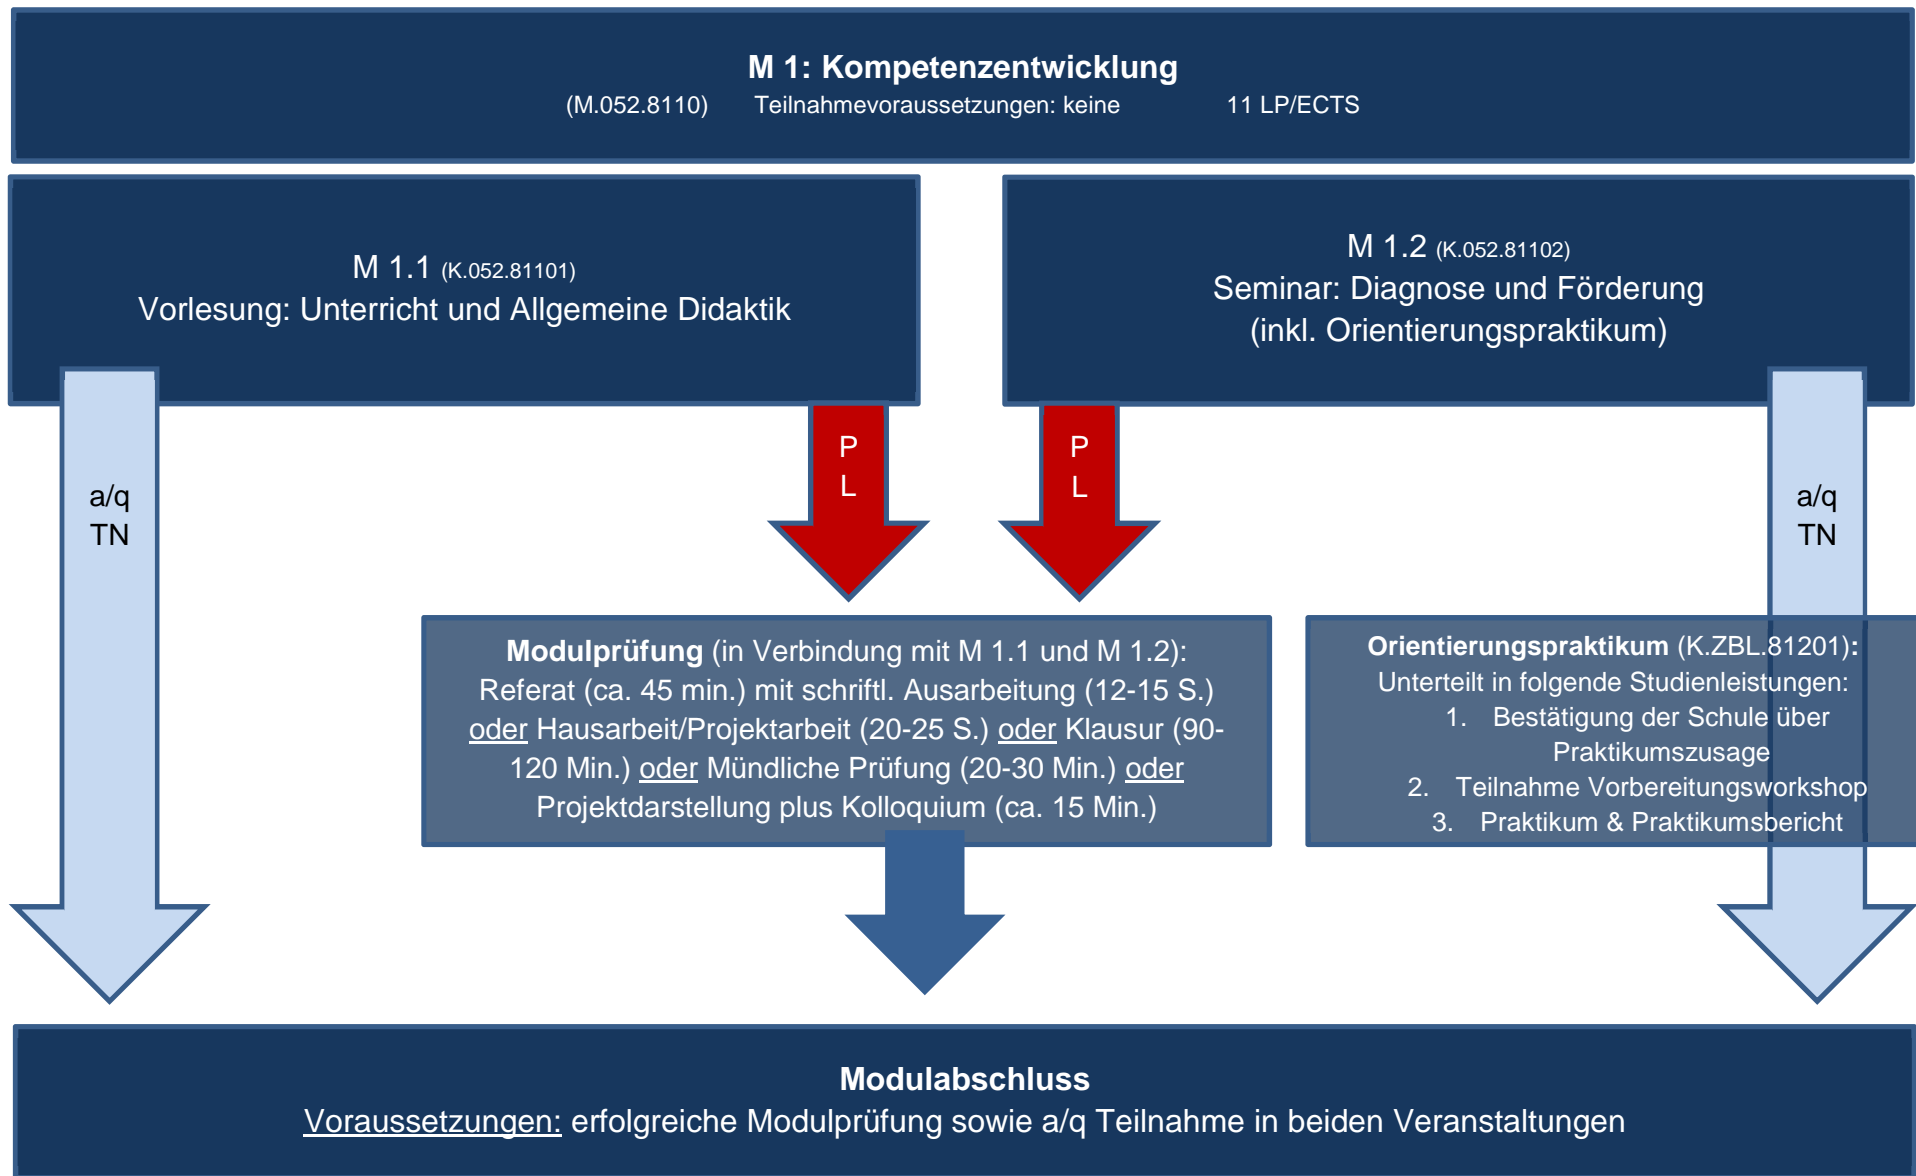 M 1: Kompetenzentwicklung
(M.052.8110) Teilnahmevoraussetzungen: keine 11 LP/ECTS
M 1.1 (K.052.81101)
Vorlesung: Unterricht und Allgemeine Didaktik
M 1.2 (K.052.81102)
Seminar: Diagnose und Förderung
(inkl. Orientierungspraktikum)
a/q
TN
P
L
P
L
a/q
TN
Modulprüfung (in Verbindung mit M 1.1 und M 1.2):
Referat (ca. 45 min.) mit schriftl. Ausarbeitung (12-15 S.)
oder Hausarbeit/Projektarbeit (20-25 S.) oder Klausur (90-
120 Min.) oder Mündliche Prüfung (20-30 Min.) oder
Projektdarstellung plus Kolloquium (ca. 15 Min.)
Orientierungspraktikum (K.ZBL.81201):
Unterteilt in folgende Studienleistungen:
1. Bestätigung der Schule über
Praktikumszusage
2. Teilnahme Vorbereitungsworkshop
3. Praktikum & Praktikumsbericht
Modulabschluss
Voraussetzungen: erfolgreiche Modulprüfung sowie a/q Teilnahme in beiden Veranstaltungen